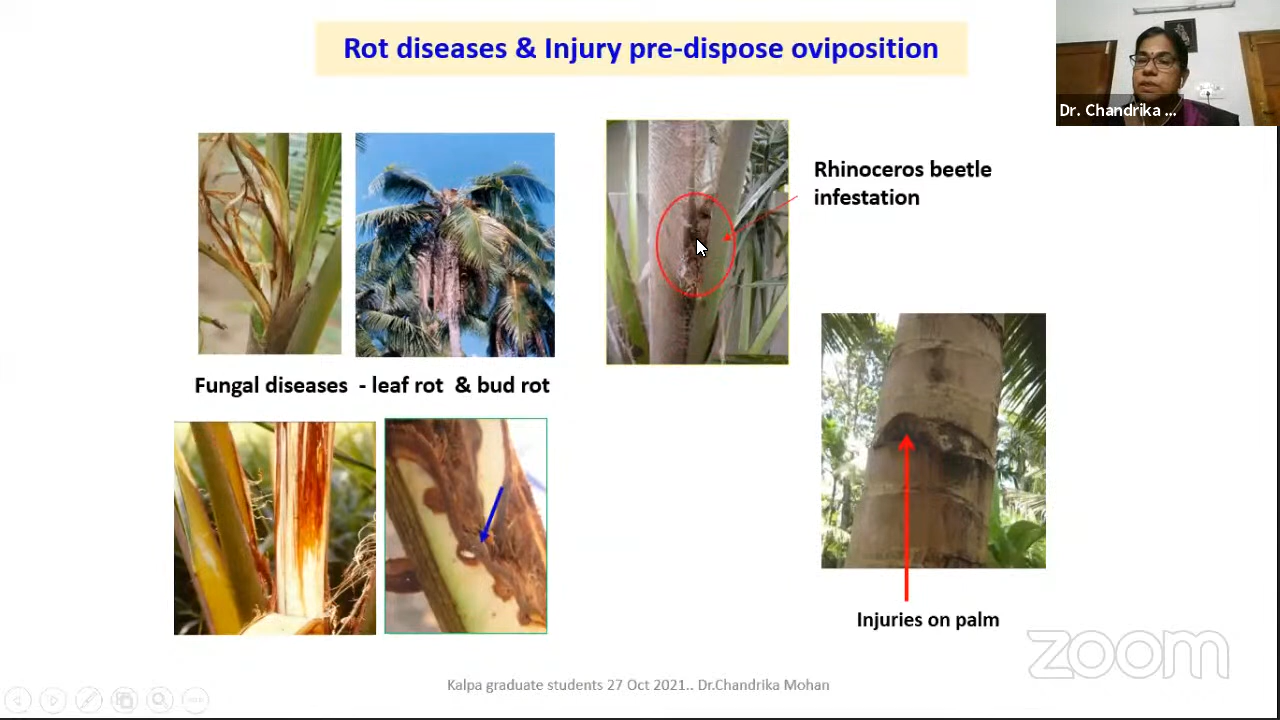 Rot diseases & Injury pre-dispose oviposition
Dr. Chandrika ...
Rhinoceros beetle
infestation
Fungal diseases - leaf rot & bud rot
Injuries on palm
zoom
Kalpa graduate students 27 Oct 2021.. Dr.Chandrika Mohan